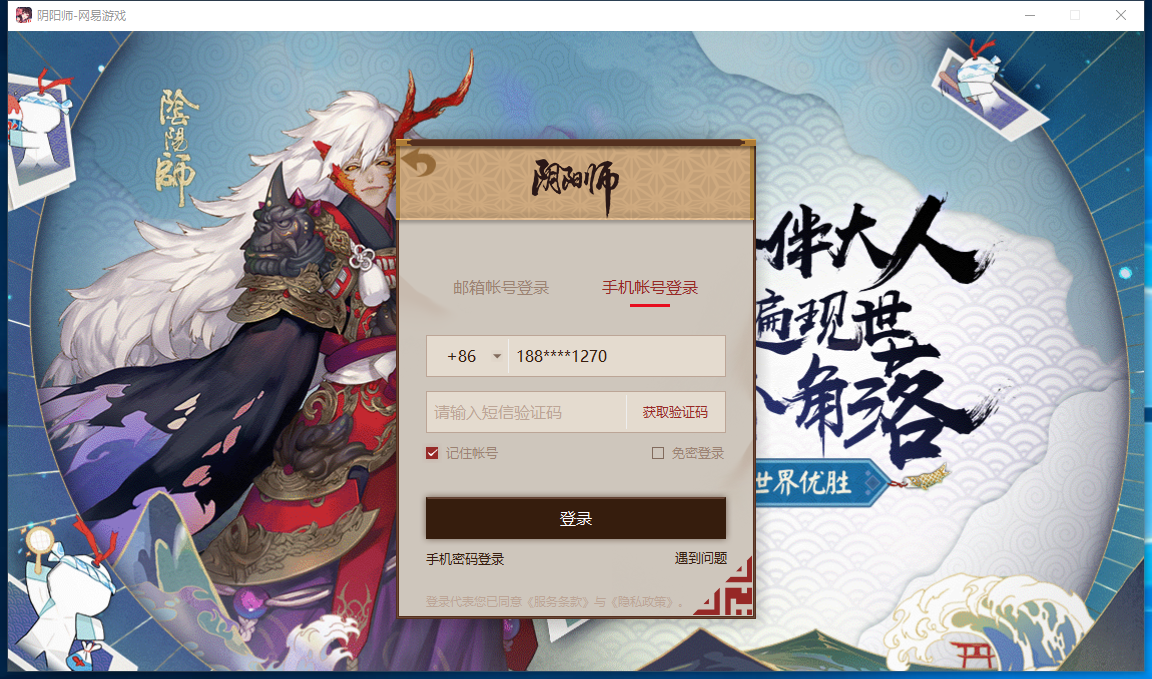 阴阳师-网易游戏
陰陽師
阴阳师
邮箱帐号登录
手机帐号登录
+86
188****1270
请输入短信验证码
获取验证码
记住帐号
免密登录
登录
手机密码登录
遇到问题
登录代表您已同意《服务条款》与《隐私政策》。
伴大人
遍现世
角落
世界优胜